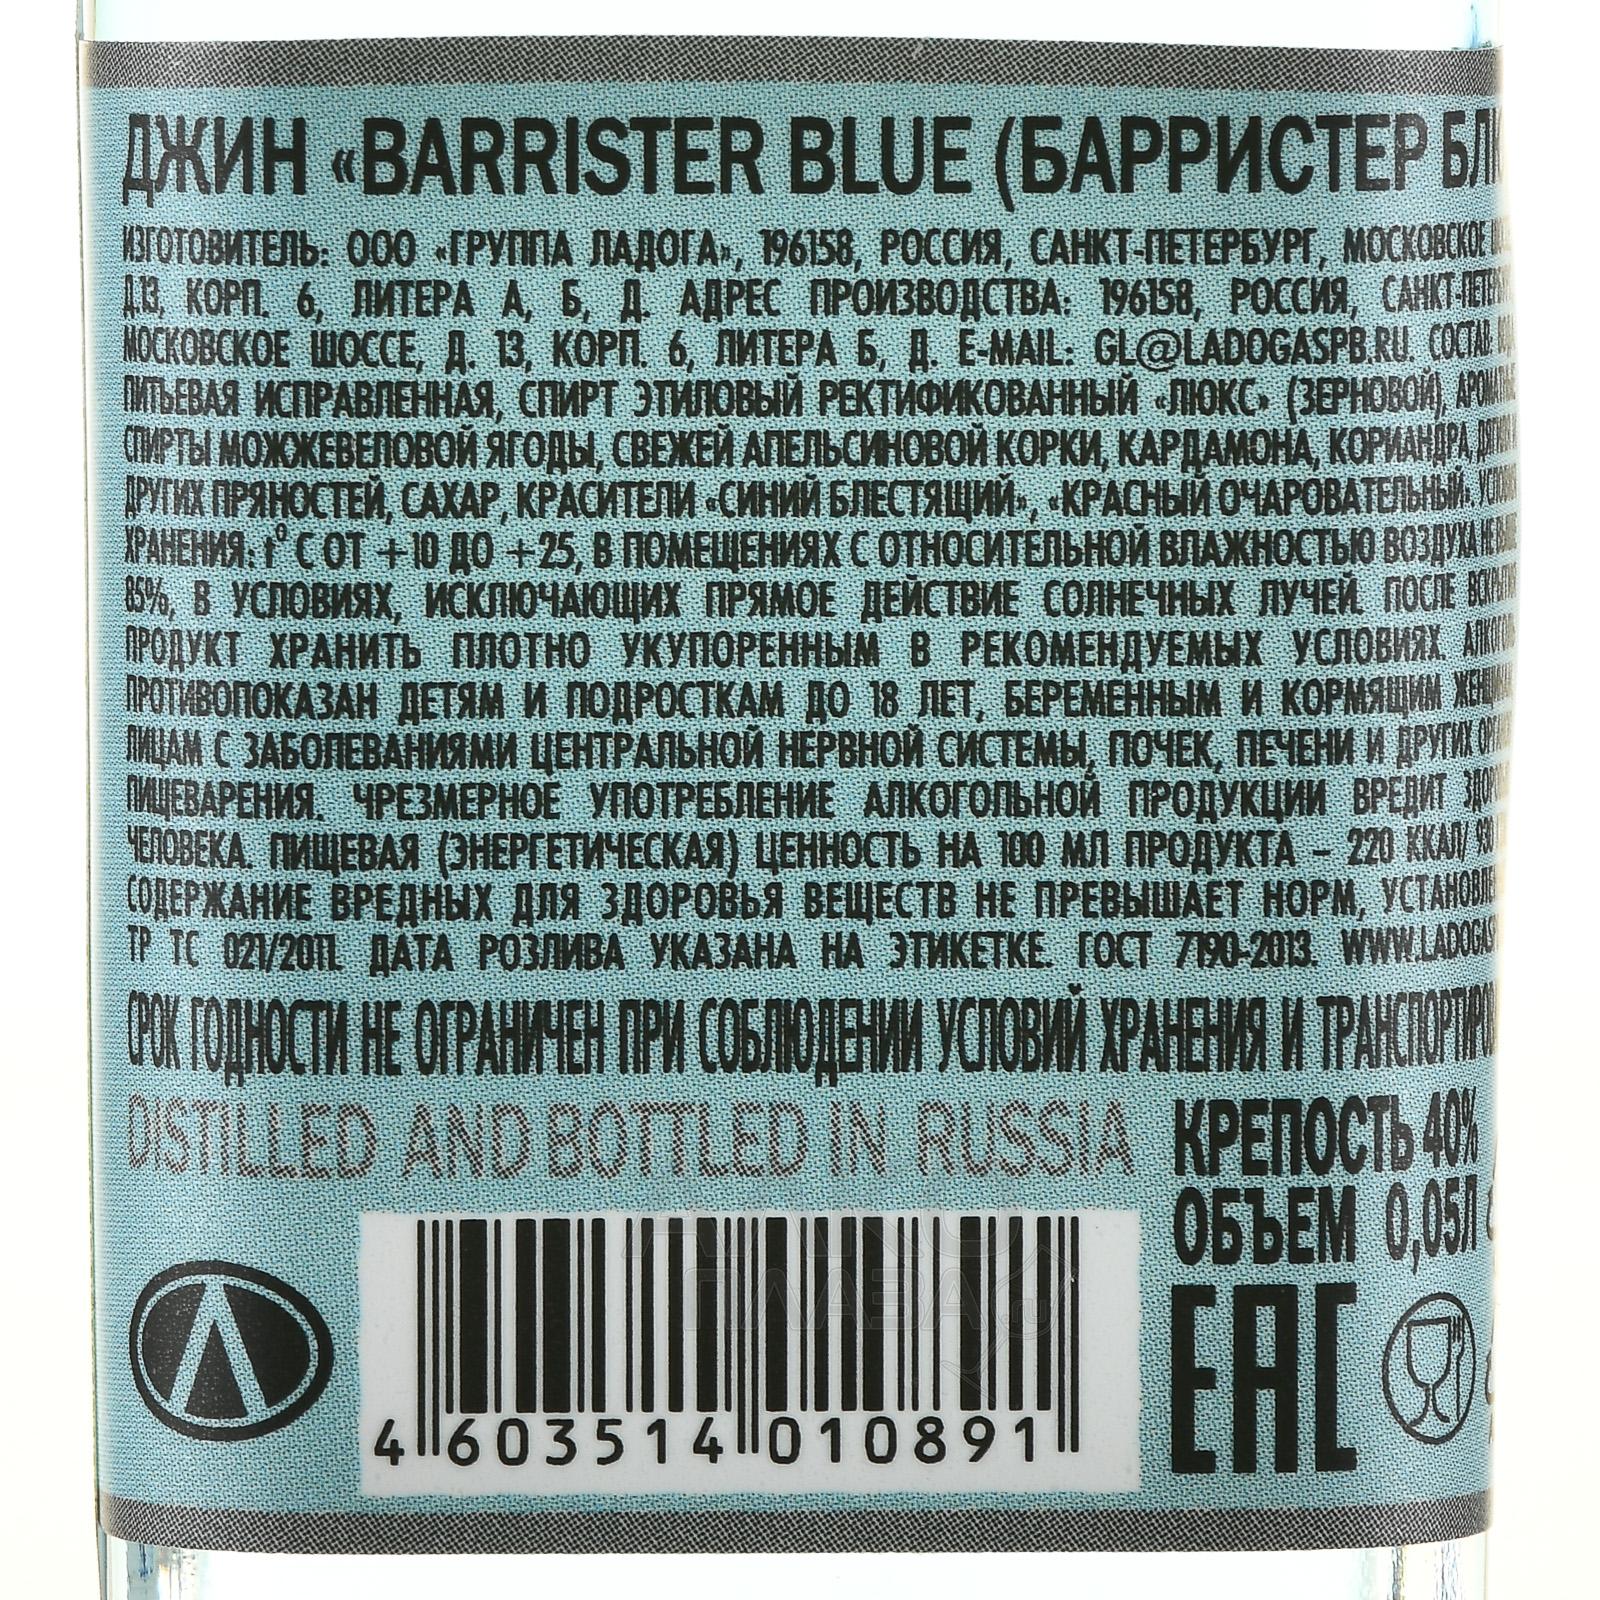 ДЖИН «BARRISTER BLUE (БАРРИСТЕР
ИЗГОТОВИТЕЛЬ: ООО «ГРУППА ЛАДОГА», 196158, РОССИЯ, САНКТ-ПЕТЕРБУРГ, МОСКОВСКОЕ
Д.13, КОРП. 6, ЛИТЕРА А, Б, Д. АДРЕС ПРОИЗВОДСТВА: 196158, РОССИЯ,
МОСКОВСКОЕ ШОССЕ, Д. 13, КОРП. 6, ЛИТЕРА Б, Д. E-MAIL: GL@LADOGASPB.RU. СОСТАВ:
ПИТЬЕВАЯ ИСПРАВЛЕННАЯ, СПИРТ ЭТИЛОВЫЙ РЕКТИФИКОВАННЫЙ «ЛЮКС» (ЗЕРНОВОЙ),
СПИРТЫ МОЖЖЕВЕЛОВОЙ ЯГОДЫ, СВЕЖЕЙ АПЕЛЬСИНОВОЙ КОРКИ, КАРДАМОНА, КОРИАНДРА,
ДРУГИХ ПРЯНОСТЕЙ, САХАР, КРАСИТЕЛИ «СИНИЙ БЛЕСТЯЩИЙ», «КРАСНЫЙ ОЧАРОВАТЕЛЬНЫЙ».
ХРАНЕНИЯ: t° С ОТ +10 ДО +25, В ПОМЕЩЕНИЯХ С ОТНОСИТЕЛЬНОЙ ВЛАЖНОСТЬЮ ВОЗДУХА НЕ
85%, В УСЛОВИЯХ, ИСКЛЮЧАЮЩИХ ПРЯМОЕ ДЕЙСТВИЕ СОЛНЕЧНЫХ ЛУЧЕЙ. ПОСЛЕ
ПРОДУКТ ХРАНИТЬ ПЛОТНО УКУПОРЕННЫМ В РЕКОМЕНДУЕМЫХ УСЛОВИЯХ.
ПРОТИВОПОКАЗАН ДЕТЯМ И ПОДРОСТКАМ ДО 18 ЛЕТ, БЕРЕМЕННЫМ И КОРМЯЩИМ
ЛИЦАМ С ЗАБОЛЕВАНИЯМИ ЦЕНТРАЛЬНОЙ НЕРВНОЙ СИСТЕМЫ, ПОЧЕК, ПЕЧЕНИ И ДРУГИХ
ПИЩЕВАРЕНИЯ. ЧРЕЗМЕРНОЕ УПОТРЕБЛЕНИЕ АЛКОГОЛЬНОЙ ПРОДУКЦИИ ВРЕДИТ
ЧЕЛОВЕКА. ПИЩЕВАЯ (ЭНЕРГЕТИЧЕСКАЯ) ЦЕННОСТЬ НА 100 МЛ ПРОДУКТА – 220 ККАЛ/
СОДЕРЖАНИЕ ВРЕДНЫХ ДЛЯ ЗДОРОВЬЯ ВЕЩЕСТВ НЕ ПРЕВЫШАЕТ НОРМ,
ТР ТС 021/2011. ДАТА РОЗЛИВА УКАЗАНА НА ЭТИКЕТКЕ. ГОСТ 7190-2013.
СРОК ГОДНОСТИ НЕ ОГРАНИЧЕН ПРИ СОБЛЮДЕНИИ УСЛОВИЙ ХРАНЕНИЯ И
DISTILLED AND BOTTLED IN RUSSIA
КРЕПОСТЬ 40%
ОБЪЕМ 0,05Л
ЕАС
4 603514 010891
АЛКО
ПЛАЗА.ru